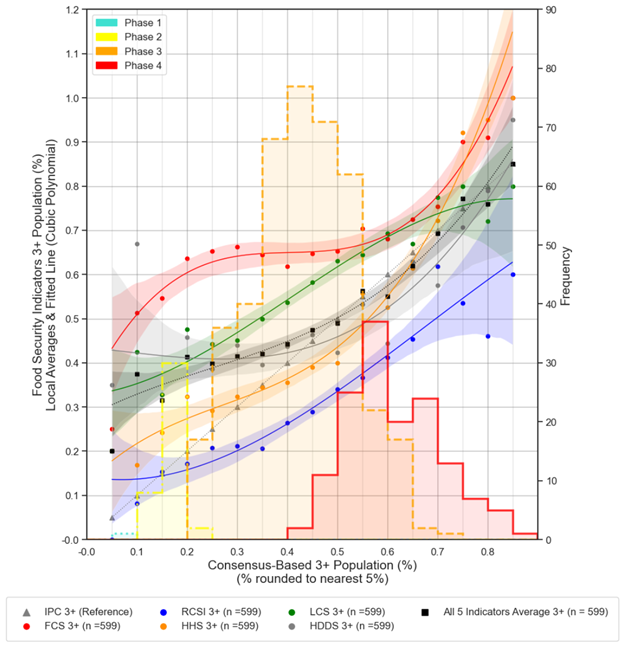 Phase 1
Phase 2
Phase 3
Phase 4
1.2
1.1
1.0
0.9
0.8
0.7
0.6
0.5
0.4
0.3
0.2
0.1
-0.0
Food Security Indicators 3+ Population (%)
Local Averages & Fitted Line (Cubic Polynomial)
90
80
70
60
50
40
30
20
10
0
Frequency
-0.0 0.1 0.2 0.3 0.4 0.5 0.6 0.7 0.8
Consensus-Based 3+ Population (%)
(% rounded to nearest 5%)
IPC 3+ (Reference) RCSI 3+ (n =599) LCS 3+ (n =599) All 5 Indicators Average 3+ (n = 599)
FCS 3+ (n =599) HHS 3+ (n =599) HDDS 3+ (n =599)